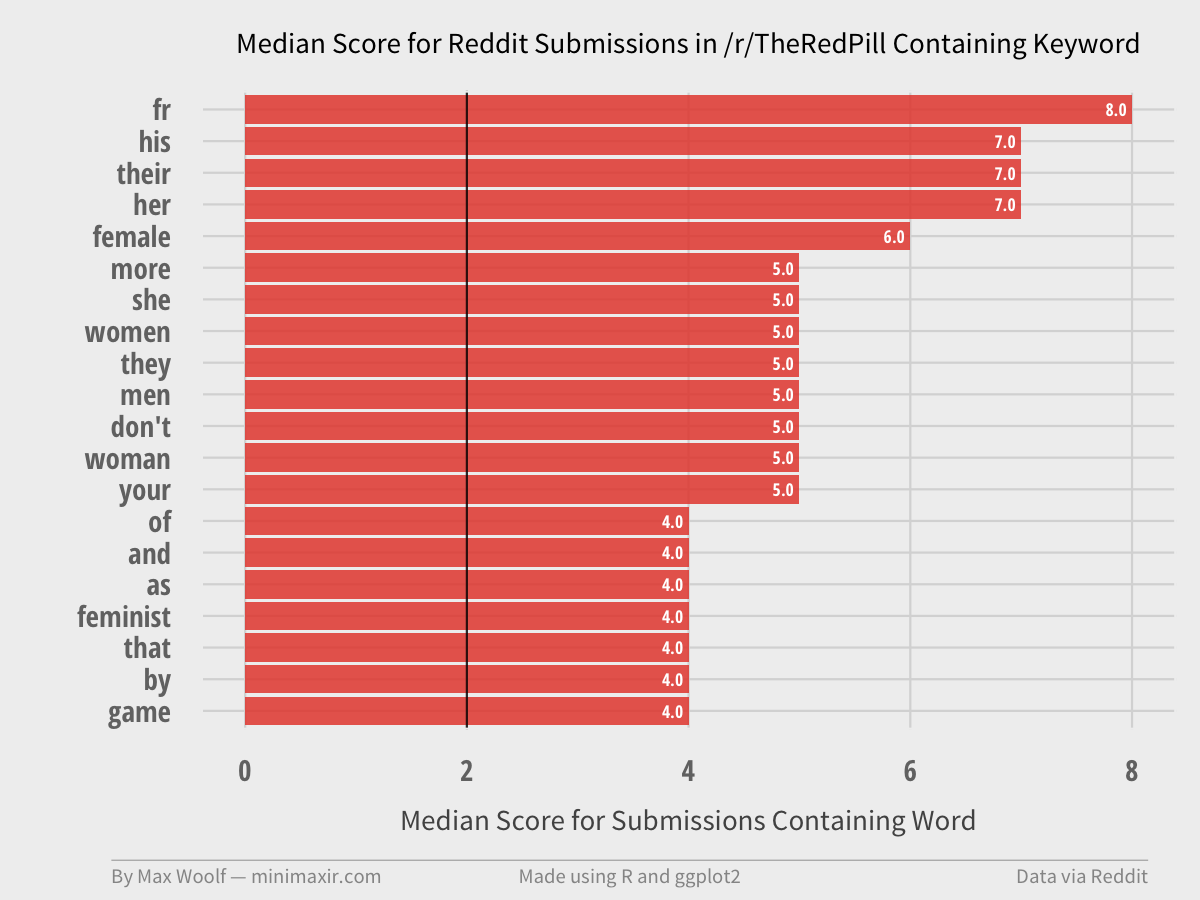 Median Score for Reddit Submissions in /r/TheRedPill Containing Keyword
fr 8.0
his 7.0
their 7.0
her 7.0
female 6.0
more 5.0
she 5.0
women 5.0
they 5.0
men 5.0
don't 5.0
woman 5.0
your 5.0
of 4.0
and 4.0
as 4.0
feminist 4.0
that 4.0
by 4.0
game 4.0
0 2 4 6 8
Median Score for Submissions Containing Word
By Max Woolf — minimaxir.com Made using R and ggplot2 Data via Reddit